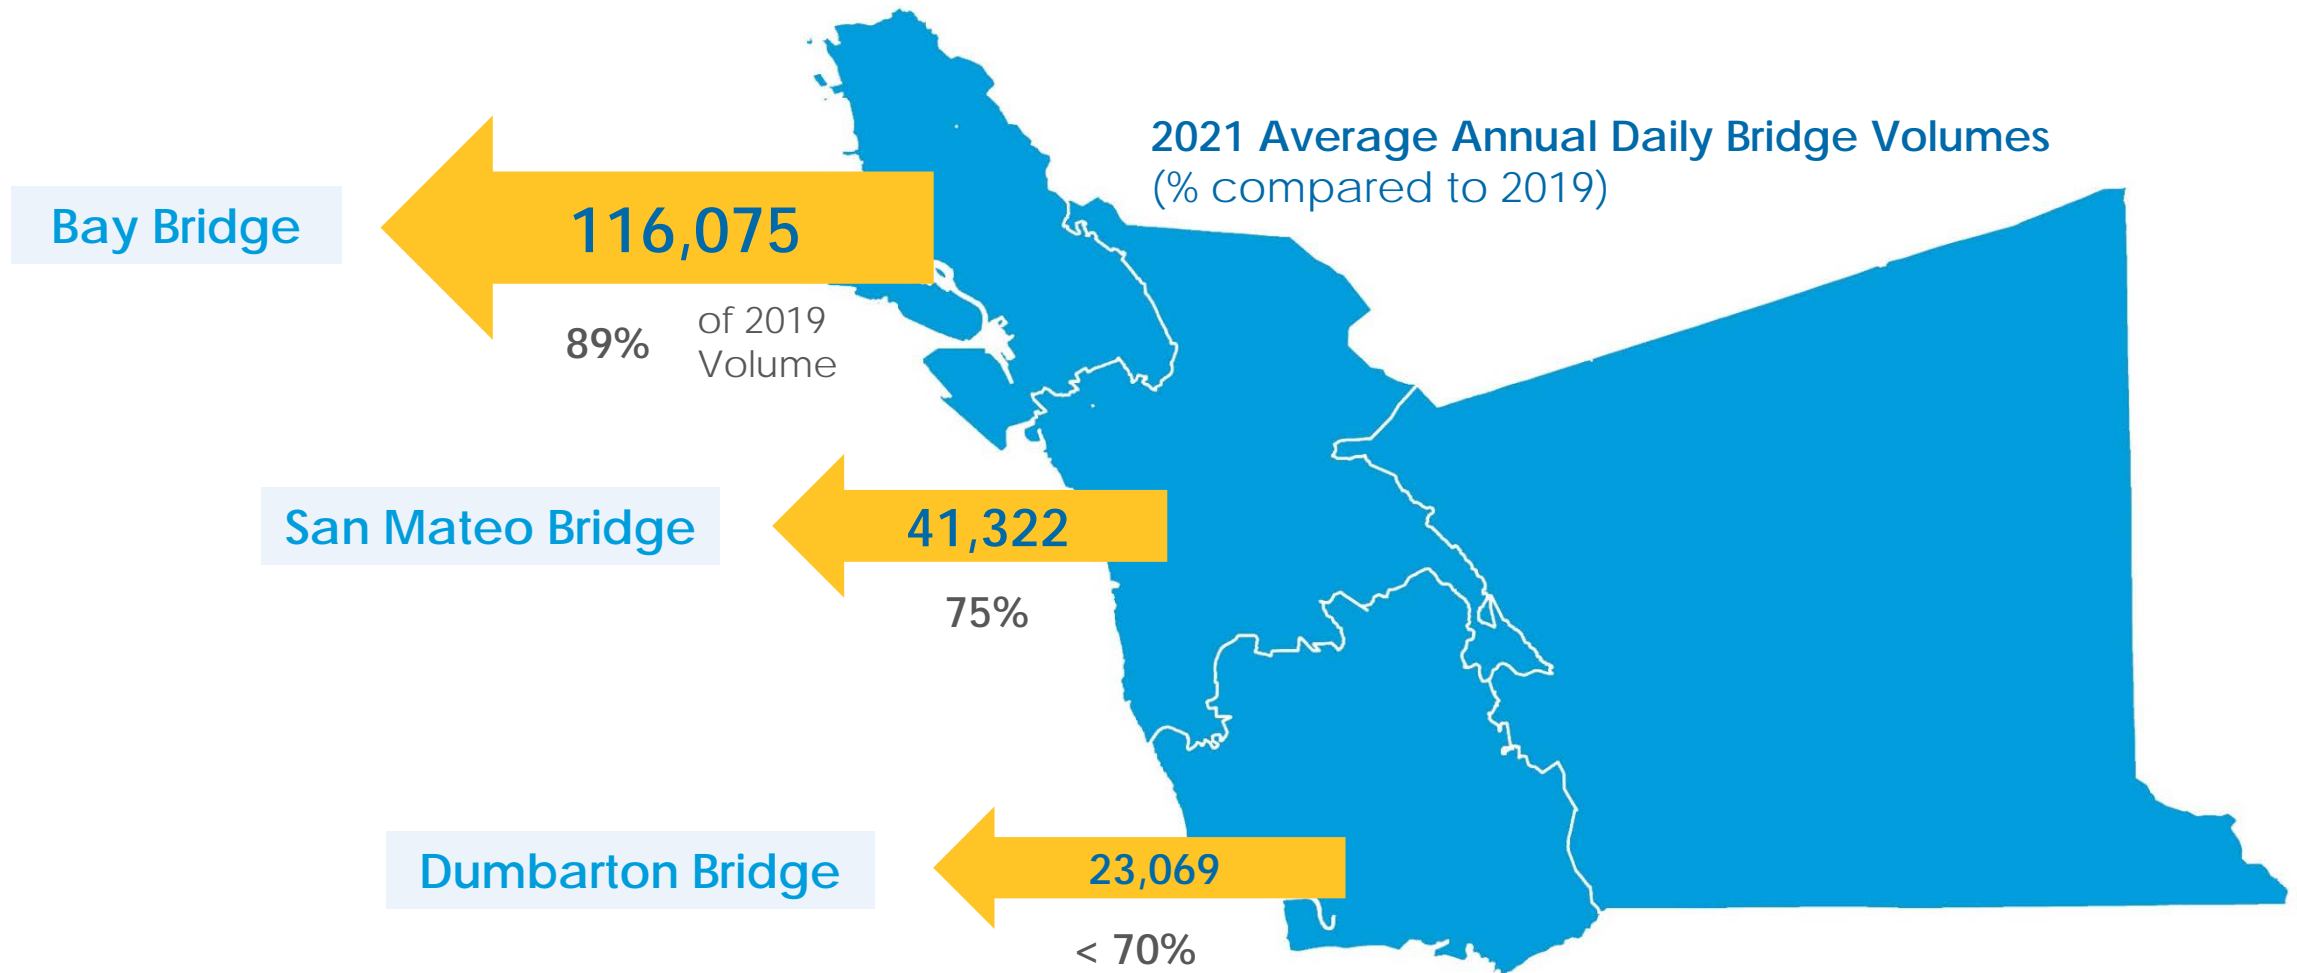 2021 Average Annual Daily Bridge Volumes
(% compared to 2019)
Bay Bridge
116,075
89%
of 2019
Volume
San Mateo Bridge
41,322
75%
Dumbarton Bridge
23,069
< 70%